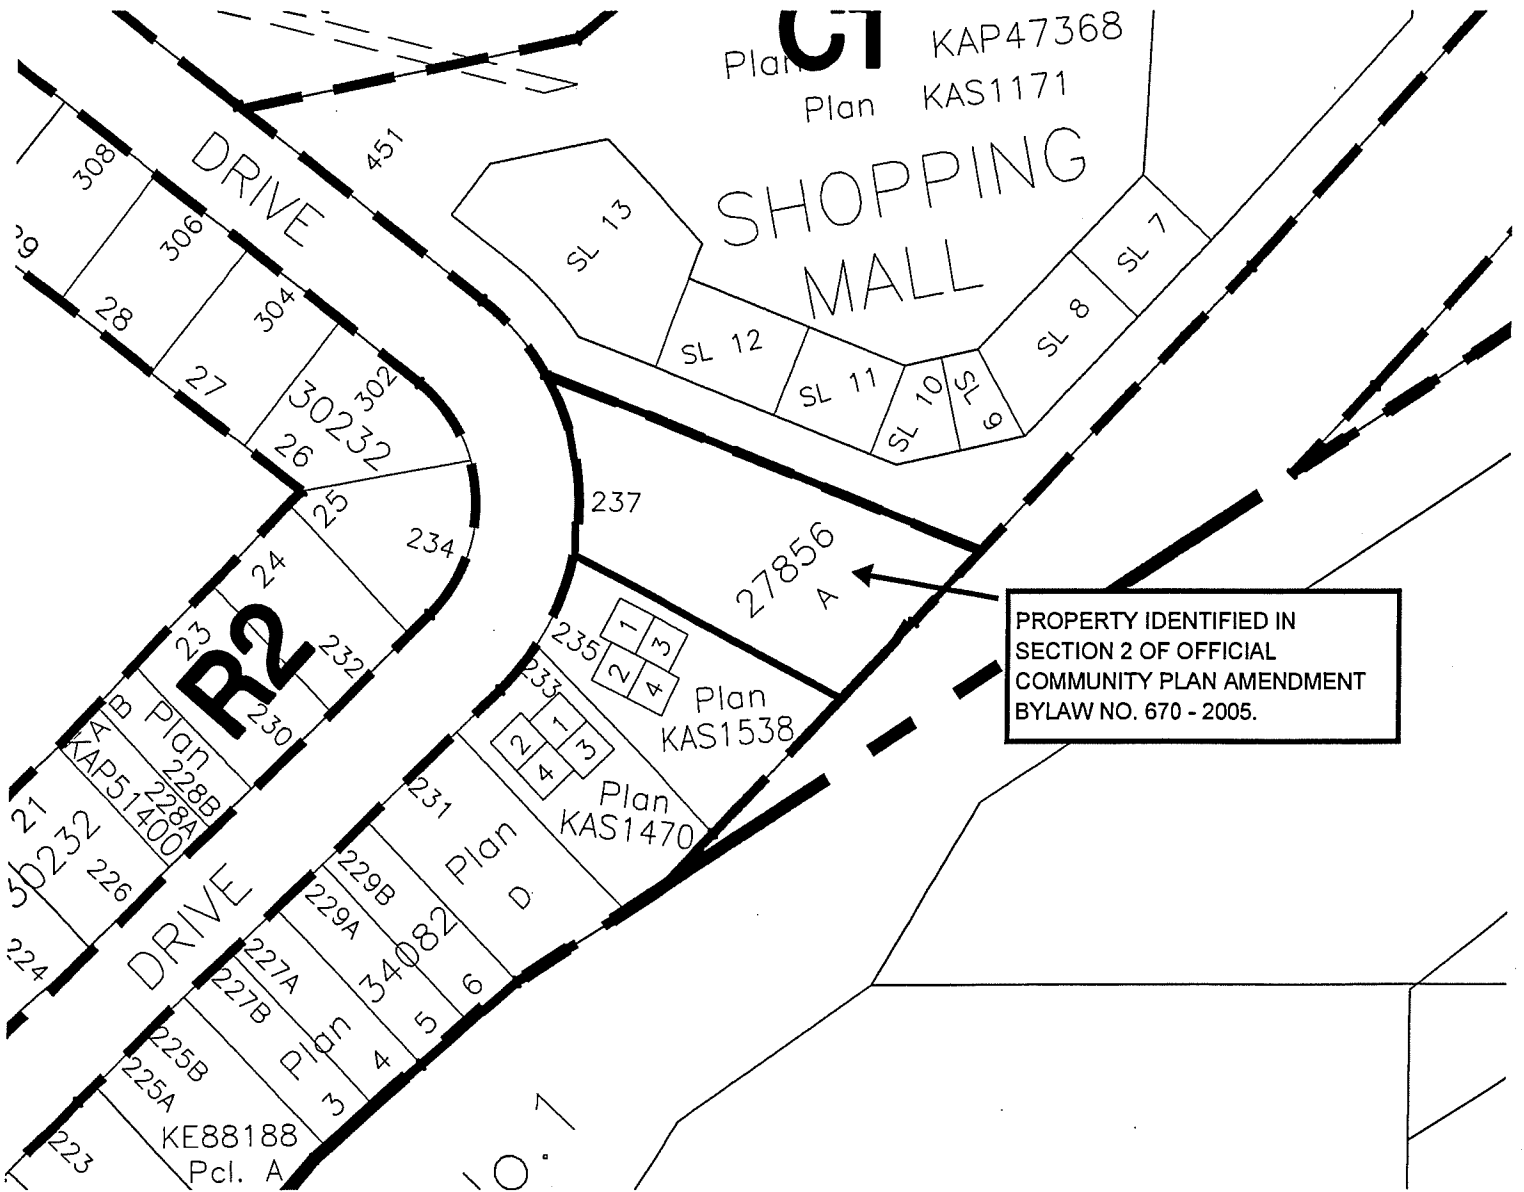 C1
Plan KAP47368
Plan KAS1171
SHOPPING
MALL
DRIVE
451
308
306
304
302
29
28
27
26
25
30232
SL 13
SL 12
SL 11
SL 10
SL 9
SL 8
SL 7
237
234
27856
A
PROPERTY IDENTIFIED IN
SECTION 2 OF OFFICIAL
COMMUNITY PLAN AMENDMENT
BYLAW NO. 670 - 2005.
24
23
R2
232
230
235
1
3
2
4
Plan
KAS1538
233
1
2
3
4
Plan
KAS1470
A
B
Plan
KAP51400
228B
228A
21
30232
226
224
DRIVE
231
Plan
D
229B
229A
227A
227B
Plan 34082
6
5
4
3
225B
225A
223
KE88188
Pcl. A
O. 1